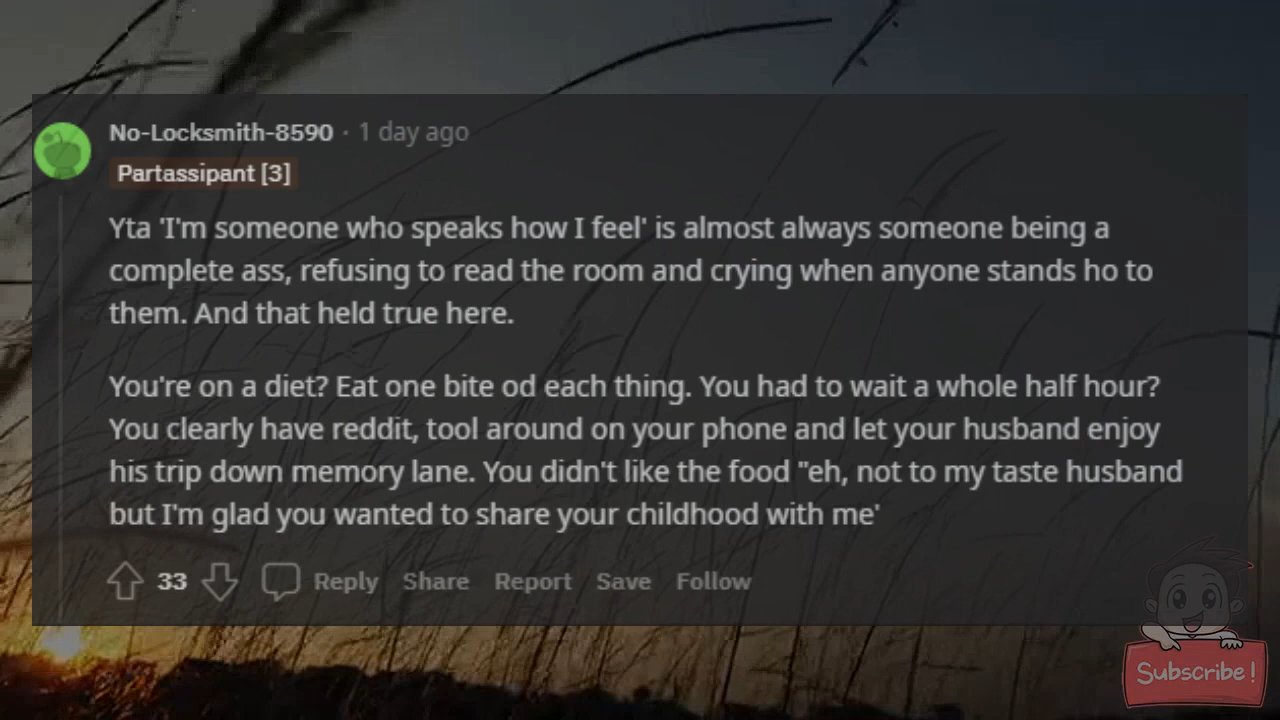 No-Locksmith-8590 · 1 day ago
Partassipant [3]
Yta 'I'm someone who speaks how I feel' is almost always someone being a
complete ass, refusing to read the room and crying when anyone stands ho to
them. And that held true here.
You're on a diet? Eat one bite od each thing. You had to wait a whole half hour?
You clearly have reddit, tool around on your phone and let your husband enjoy
his trip down memory lane. You didn't like the food "eh, not to my taste husband
but I'm glad you wanted to share your childhood with me'
33 Reply Share Report Save Follow
Subscribe!